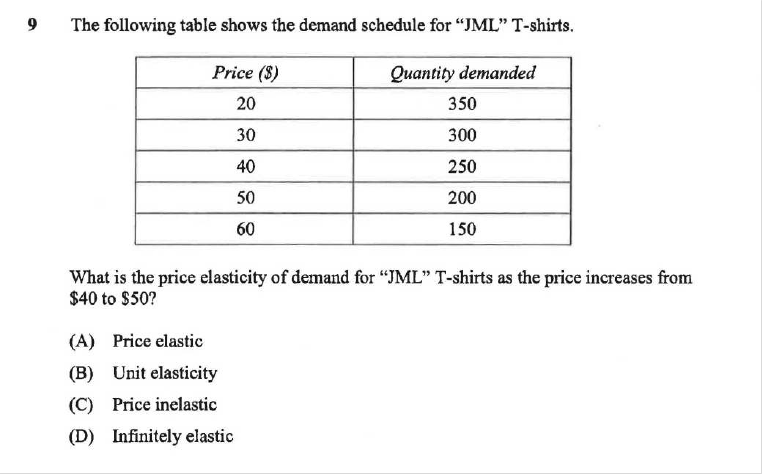 9 The following table shows the demand schedule for “JML” T-shirts.
Price ($) Quantity demanded
20 350
30 300
40 250
50 200
60 150
What is the price elasticity of demand for “JML” T-shirts as the price increases from
$40 to $50?
(A) Price elastic
(B) Unit elasticity
(C) Price inelastic
(D) Infinitely elastic